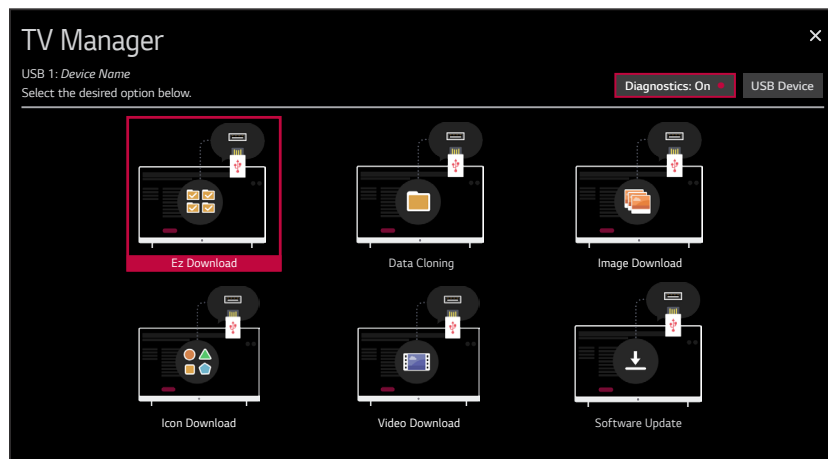 TV Manager
USB 1: Device Name
Select the desired option below.
Diagnostics: On
USB Device
Ez Download
Data Cloning
Image Download
Icon Download
Video Download
Software Update